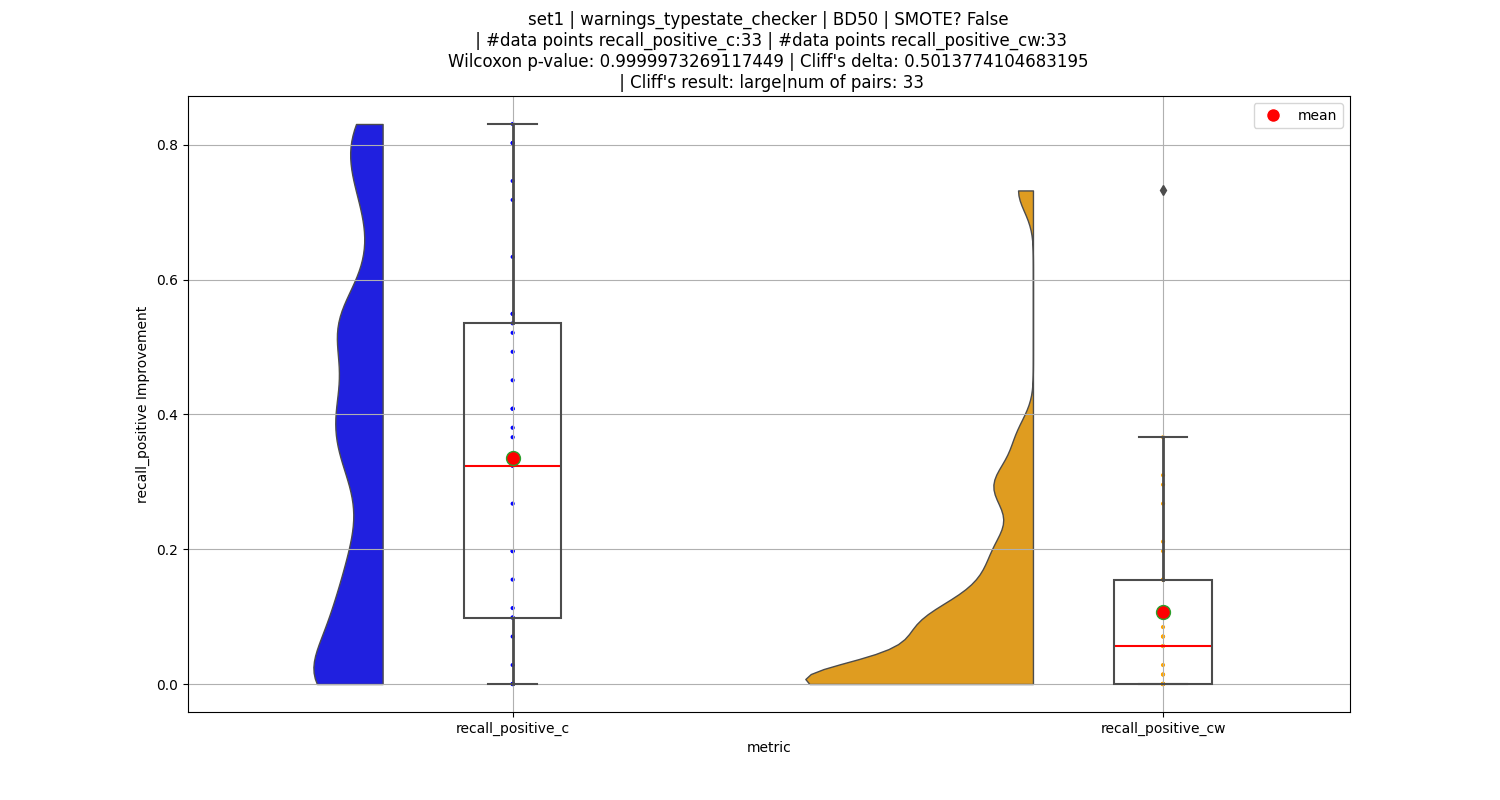 set1 | warnings_typestate_checker | BD50 | SMOTE? False
| #data points recall_positive_c:33 | #data points recall_positive_cw:33
Wilcoxon p-value: 0.9999973269117449 | Cliff's delta: 0.5013774104683195
| Cliff's result: large|num of pairs: 33
mean
0.8
0.6
0.4
0.2
0.0
recall_positive Improvement
recall_positive_c
recall_positive_cw
metric